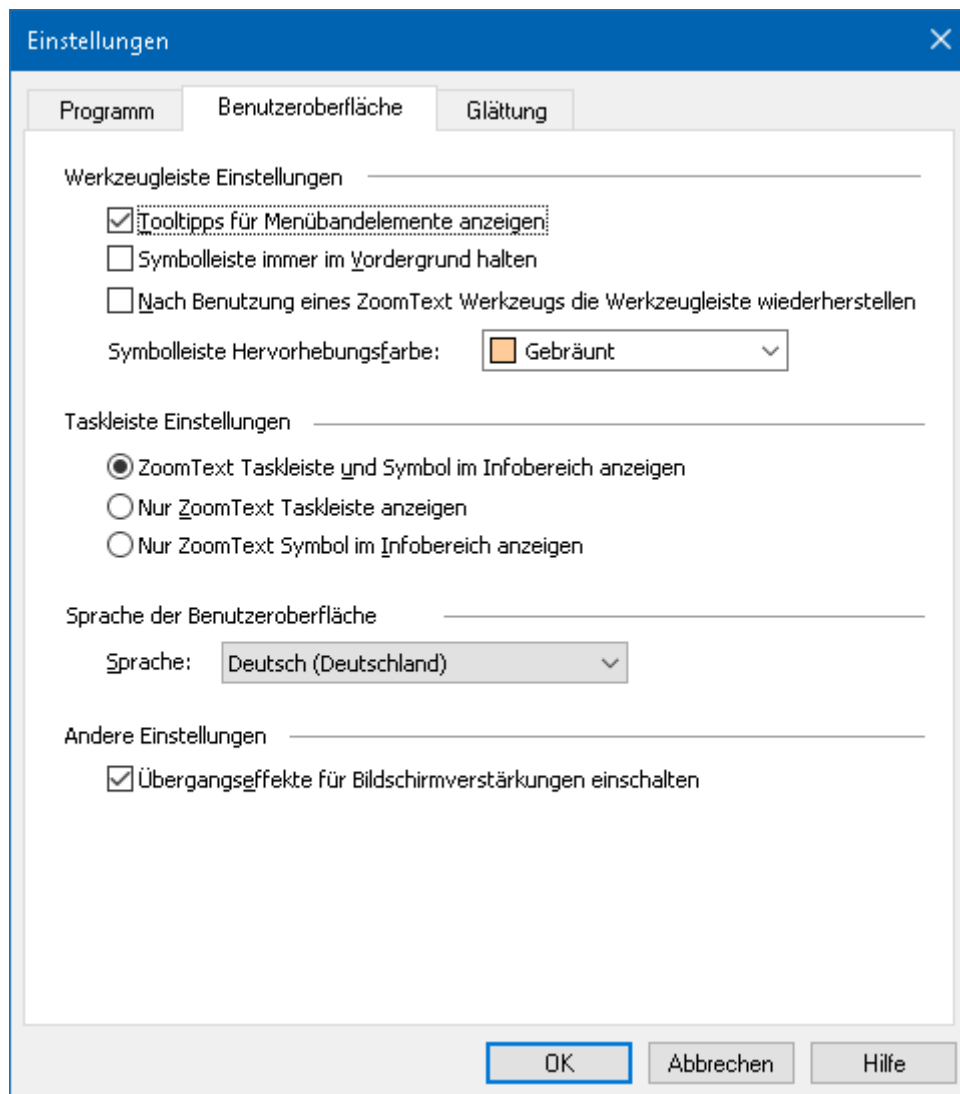 Einstellungen
Programm Benutzeroberfläche Glättung
Werkzeugleiste Einstellungen
Tooltipps für Menübandelemente anzeigen
Symbolleiste immer im Vordergrund halten
Nach Benutzung eines ZoomText Werkzeugs die Werkzeugleiste wiederherstellen
Symbolleiste Hervorhebungsfarbe: Gebräunt
Taskleiste Einstellungen
ZoomText Taskleiste und Symbol im Infobereich anzeigen
Nur ZoomText Taskleiste anzeigen
Nur ZoomText Symbol im Infobereich anzeigen
Sprache der Benutzeroberfläche
Sprache: Deutsch (Deutschland)
Andere Einstellungen
Übergangseffekte für Bildschirmverstärkungen einschalten
OK Abbrechen Hilfe